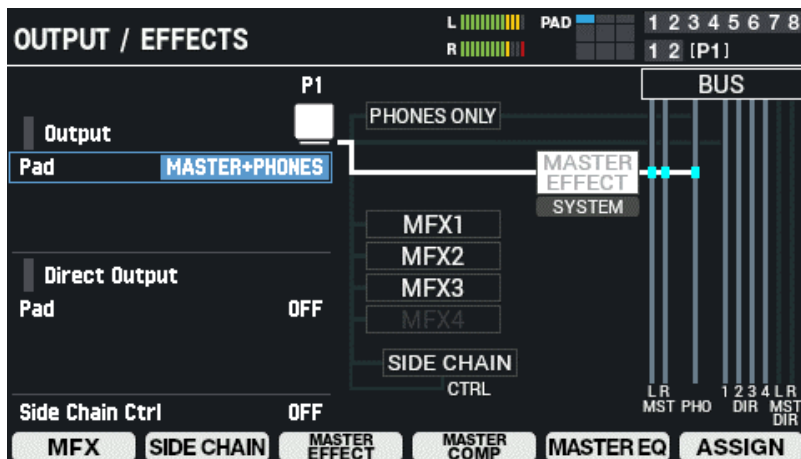 OUTPUT / EFFECTS
L
R
PAD
1 2 3 4 5 6 7 8
1 2 [P1]
P1
BUS
PHONES ONLY
Output
Pad MASTER+PHONES
MASTER
EFFECT
SYSTEM
MFX1
MFX2
MFX3
MFX4
Direct Output
Pad OFF
SIDE CHAIN
CTRL
Side Chain Ctrl OFF
L R
MST
PHO
1 2 3 4
DIR
L R
MST
DIR
MFX
SIDE CHAIN
MASTER
EFFECT
MASTER
COMP
MASTER EQ
ASSIGN